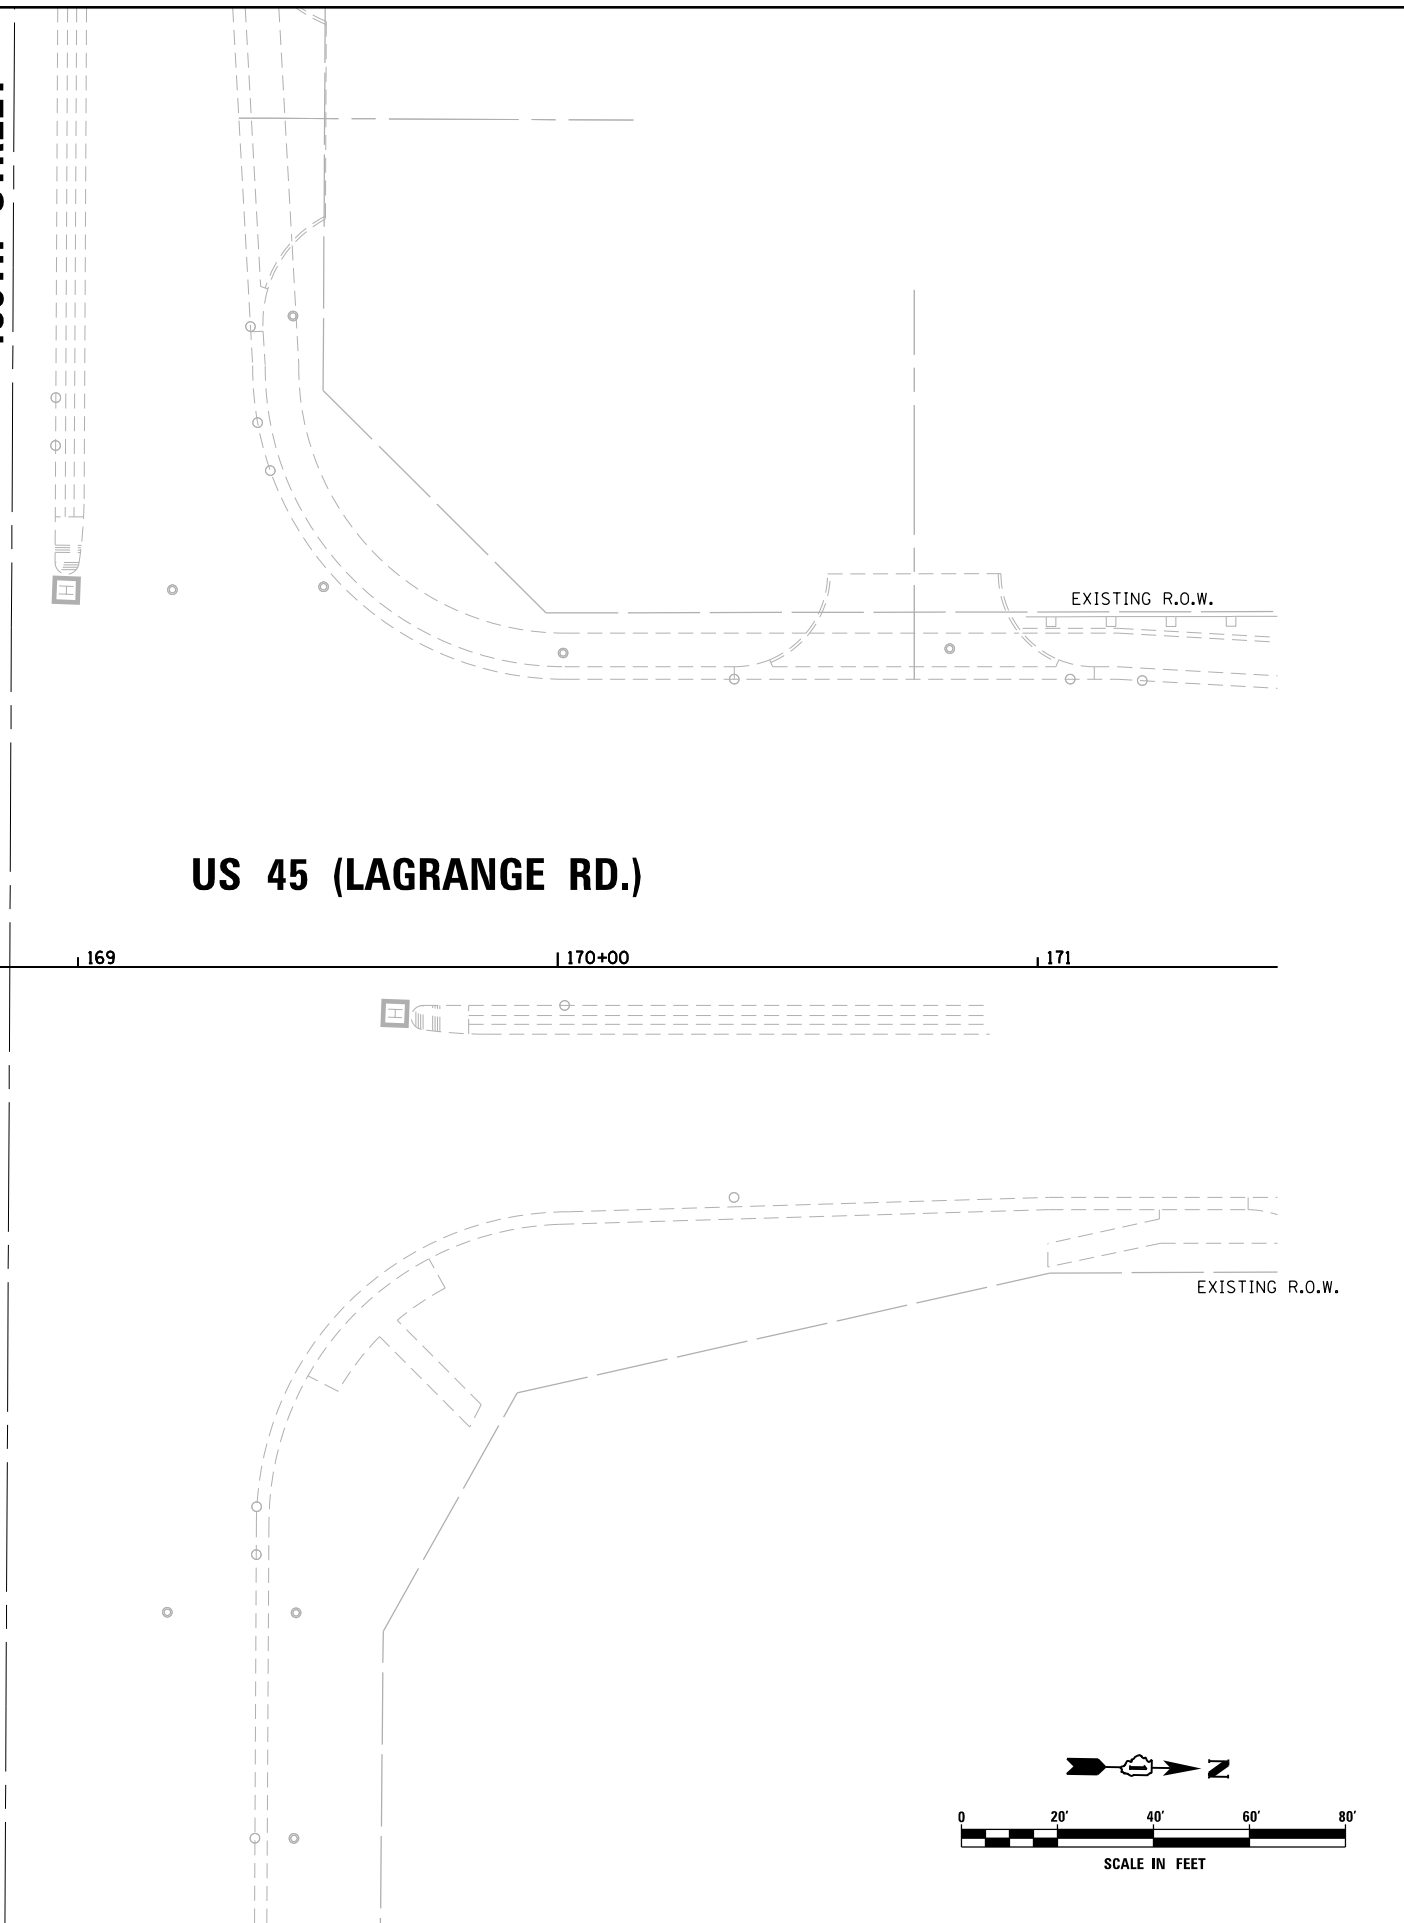 EXISTING R.O.W.
US 45 (LAGRANGE RD.)
169 170+00 171
EXISTING R.O.W.
N
0 20' 40' 60' 80'
SCALE IN FEET